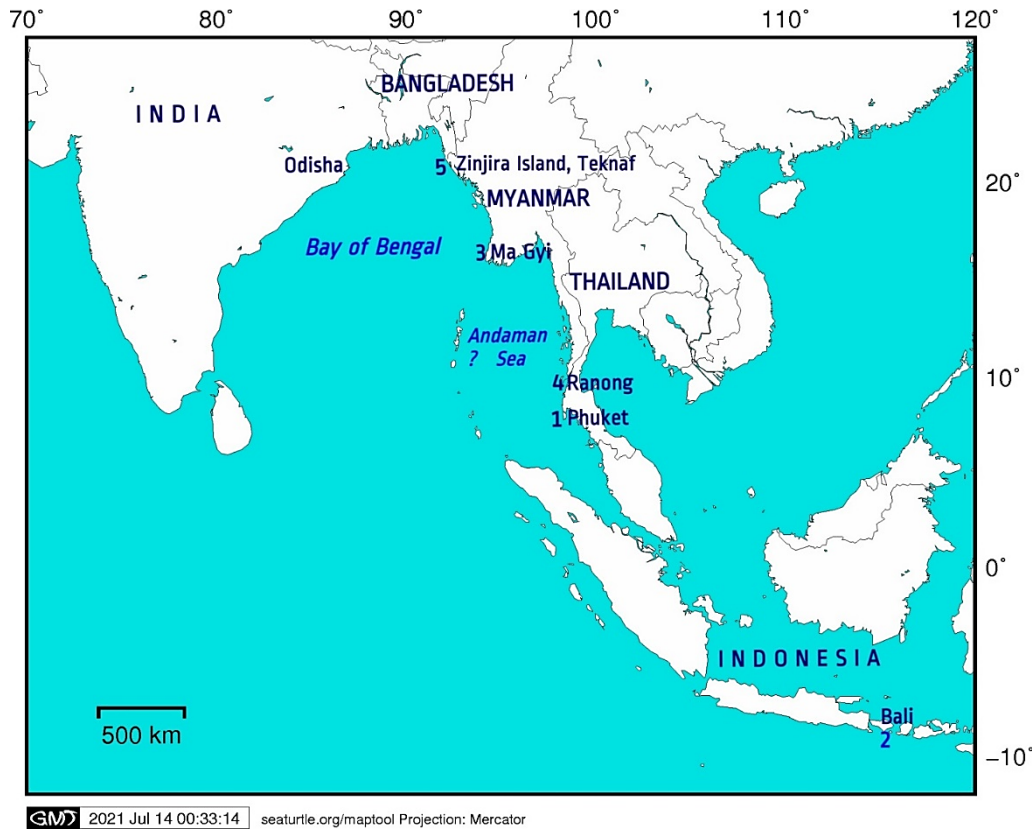 70° 80° 90° 100° 110° 120°
BANGLADESH
INDIA
Odisha
5 Zinjira Island, Teknaf
20°
MYANMAR
Bay of Bengal
3 Ma Gyi
THAILAND
Andaman
? Sea
10°
4 Ranong
1 Phuket
0°
INDONESIA
Bali
2
500 km
−10°
GMT 2021 Jul 14 00:33:14 seaturtle.org/maptool Projection: Mercator